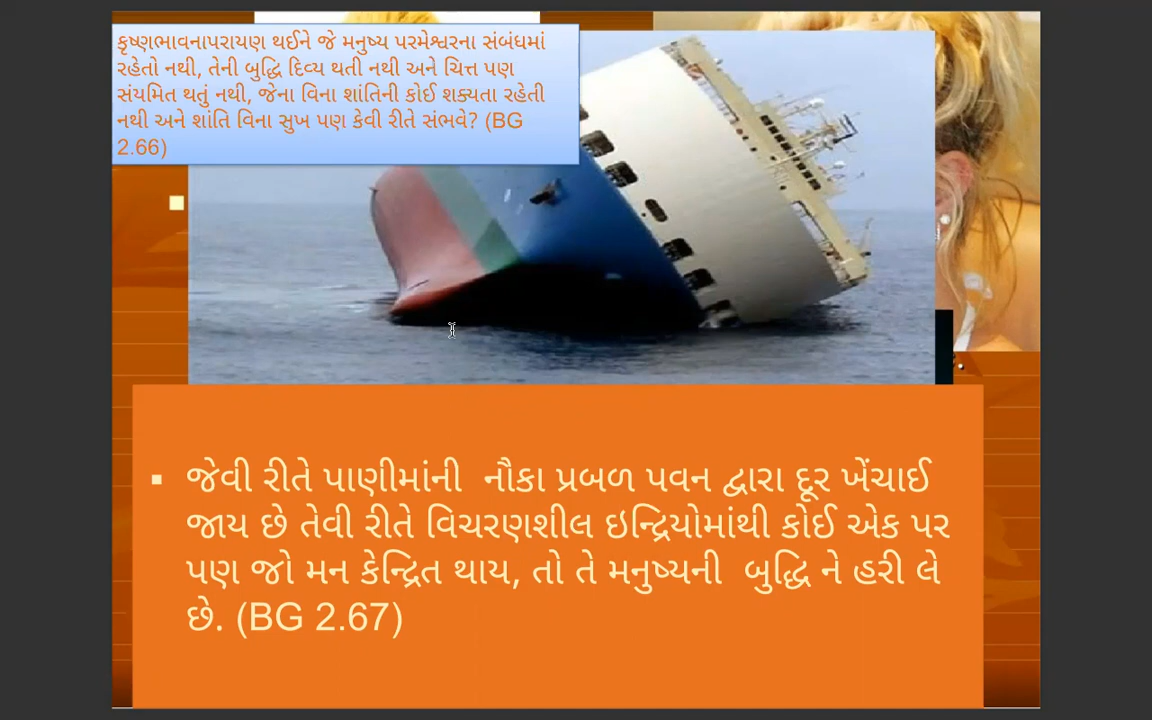 કૃષ્ણભાવનાપરાયણ થઈને જે મનુષ્ય પરમેશ્વરના સંબંધમાં
રહેતો નથી, તેની બુદ્ધિ દિવ્ય થતી નથી અને ચિત્ત પણ
સંયમિત થતું નથી, જેના વિના શાંતિની કોઈ શક્યતા રહેતી
નથી અને શાંતિ વિના સુખ પણ કેવી રીતે સંભવે? (BG
2.66)
જેવી રીતે પાણીમાંની  નૌકા પ્રબળ પવન દ્વારા દૂર ખેંચાઈ
જાય છે તેવી રીતે વિચરણશીલ ઇન્દ્રિયોમાંથી કોઈ એક પર
પણ જો મન કેન્દ્રિત થાય, તો તે મનુષ્યની  બુદ્ધિ ને હરી લે
છે. (BG 2.67)